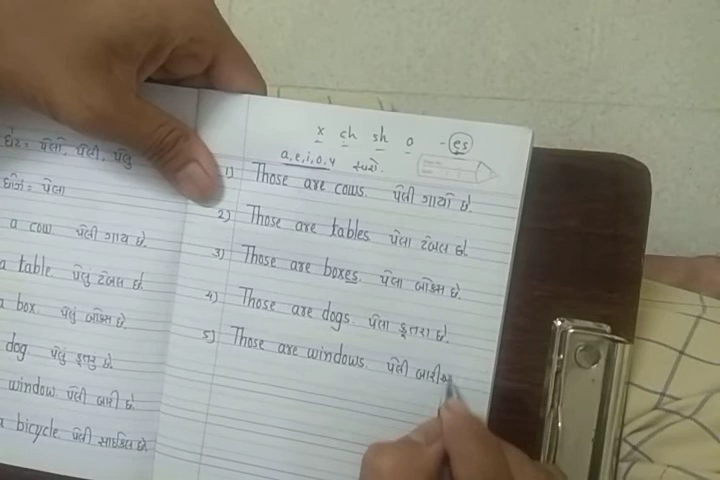 ધેટ = પેલો, પેલી, પેલું
ધોઝ = પેલા
a cow પેલી ગાય છે.
a table. પેલું ટેબલ છે.
a box. પેલું બોક્સ છે.
dog. પેલું કૂતરું છે.
window. પેલી બારી છે.
a bicycle. પેલી સાઈકલ છે.
x ch sh o - es
a, e, i, o, u સ્વરો.
1) Those are cows. પેલી ગાયો છે.
2) Those are tables પેલા ટેબલ છે.
3) Those are boxes. પેલા બોક્સ છે.
4) Those are dogs. પેલા કૂતરા છે.
5) Those are windows. પેલી બારીઓ